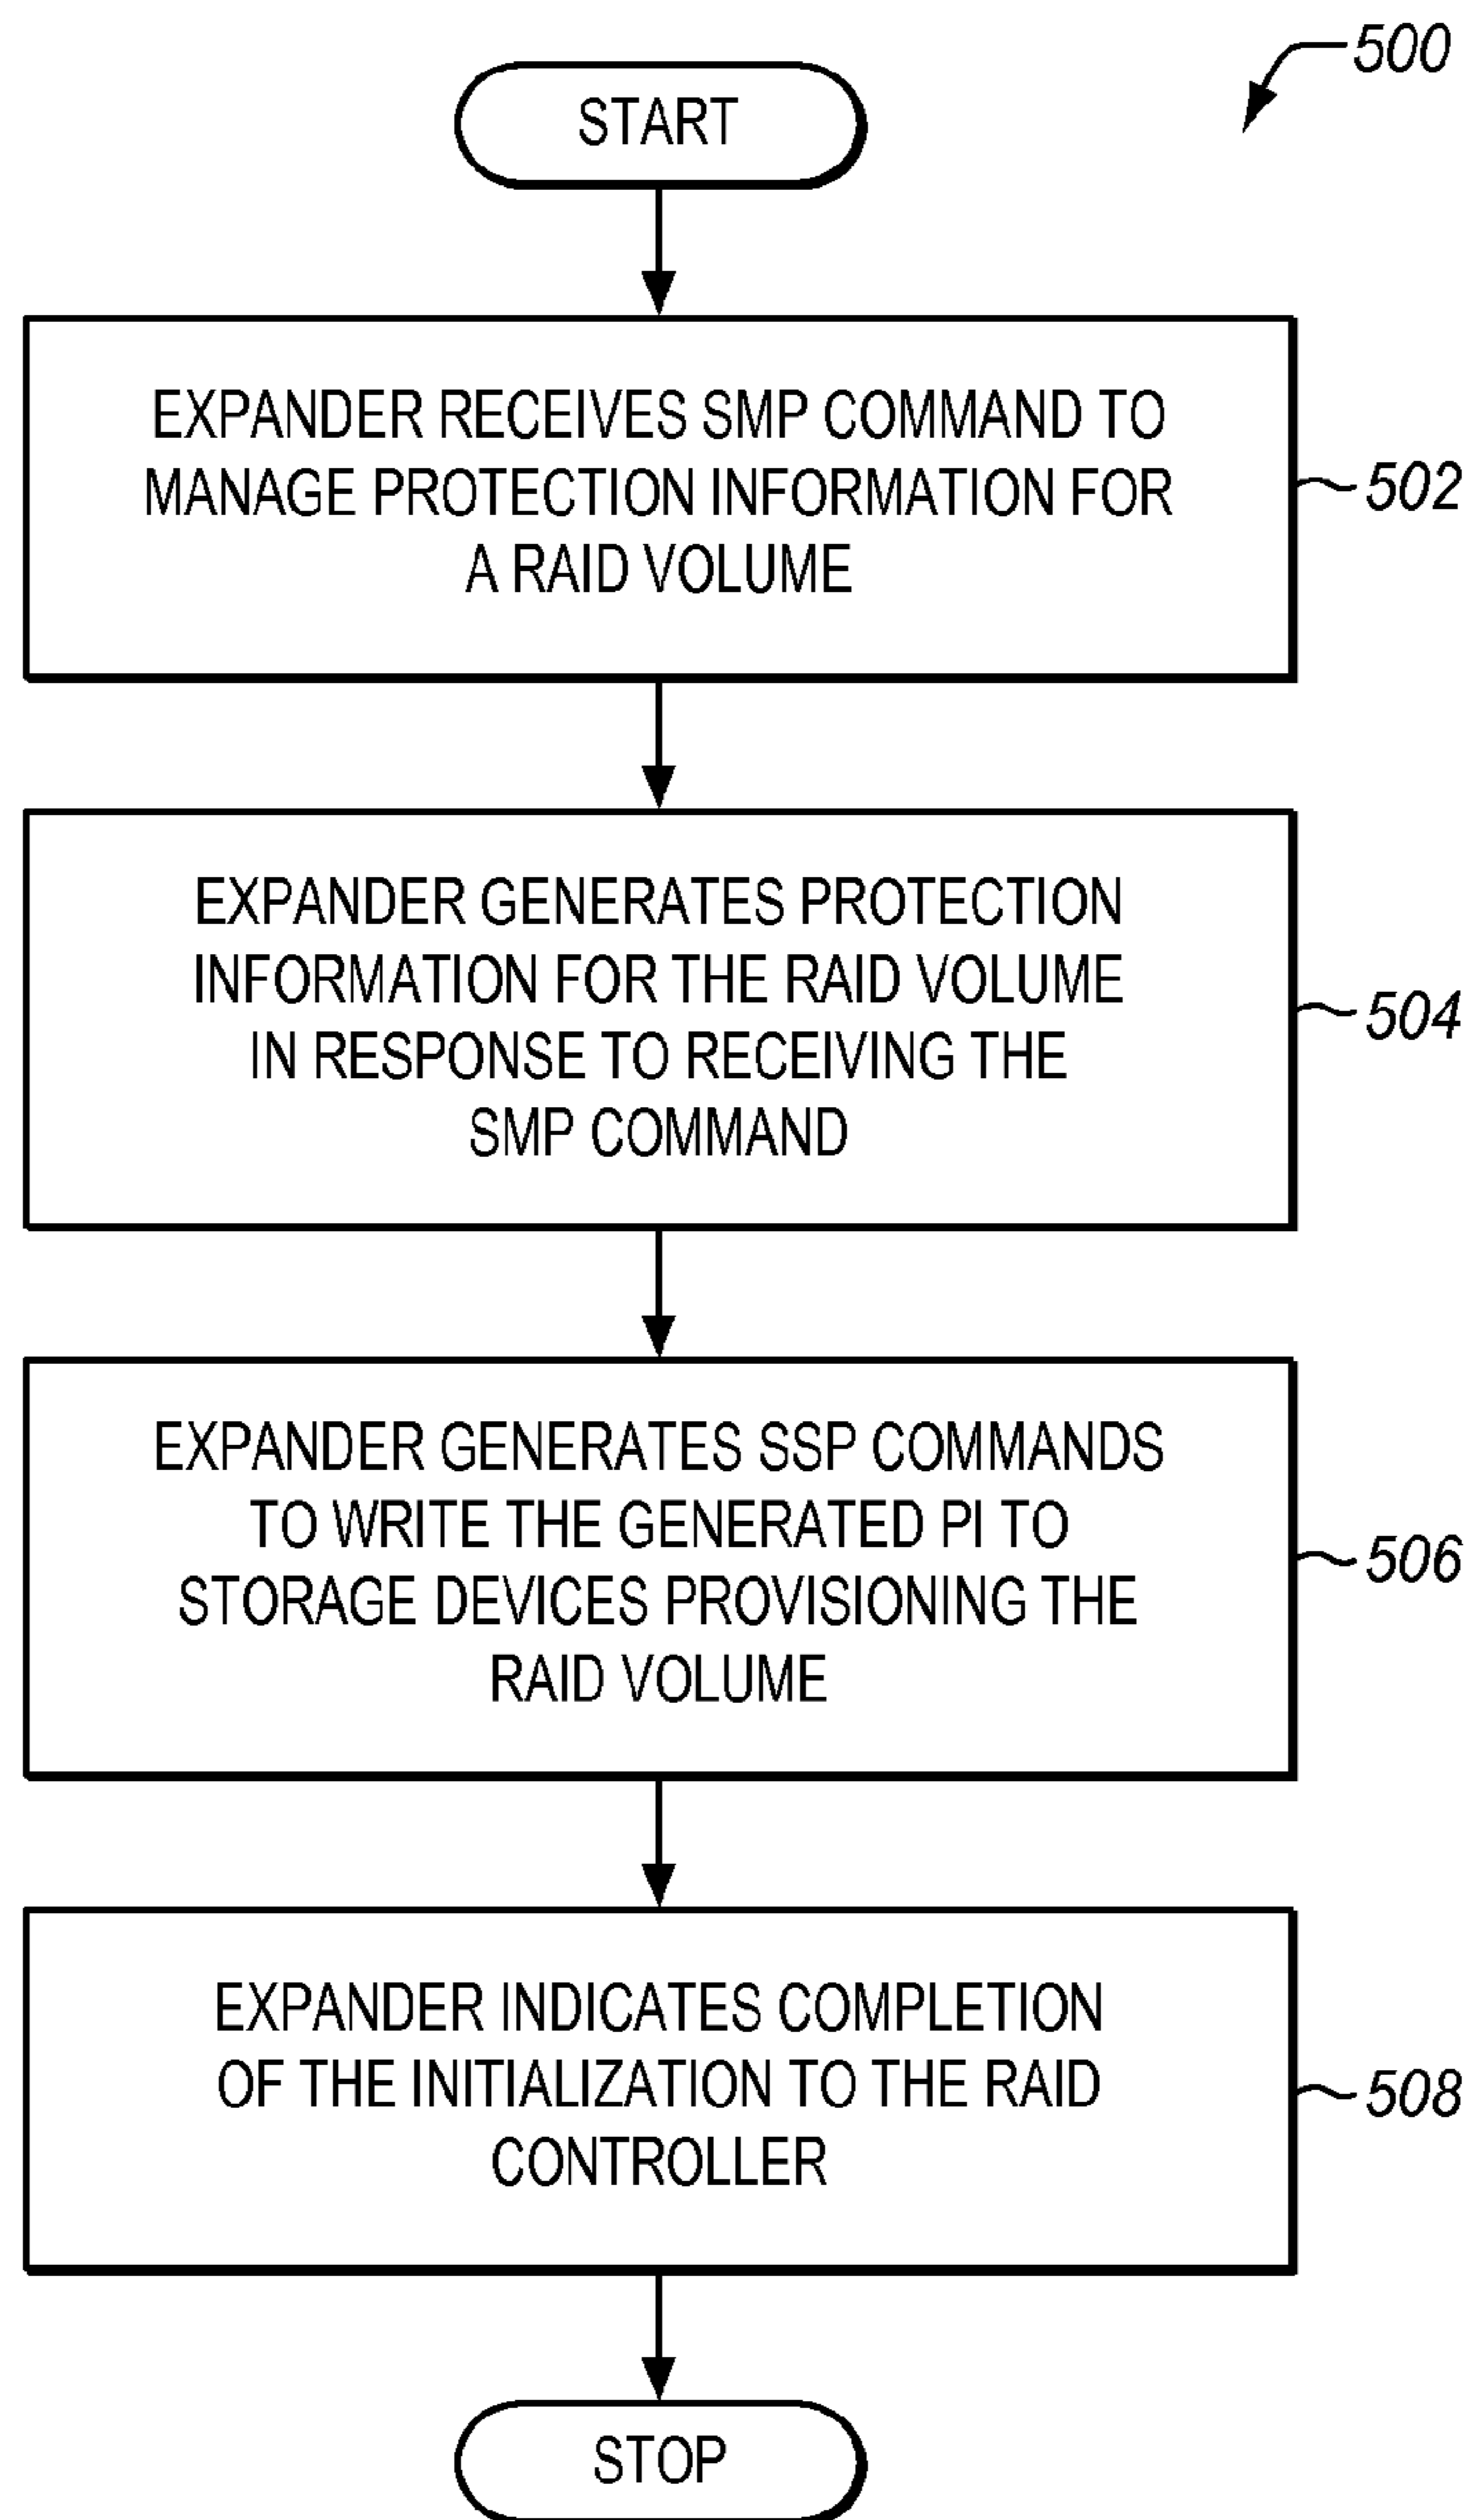 500
START
EXPANDER RECEIVES SMP COMMAND TO
MANAGE PROTECTION INFORMATION FOR
A RAID VOLUME
502
EXPANDER GENERATES PROTECTION
INFORMATION FOR THE RAID VOLUME
IN RESPONSE TO RECEIVING THE
SMP COMMAND
504
EXPANDER GENERATES SSP COMMANDS
TO WRITE THE GENERATED PI TO
STORAGE DEVICES PROVISIONING THE
RAID VOLUME
506
EXPANDER INDICATES COMPLETION
OF THE INITIALIZATION TO THE RAID
CONTROLLER
508
STOP